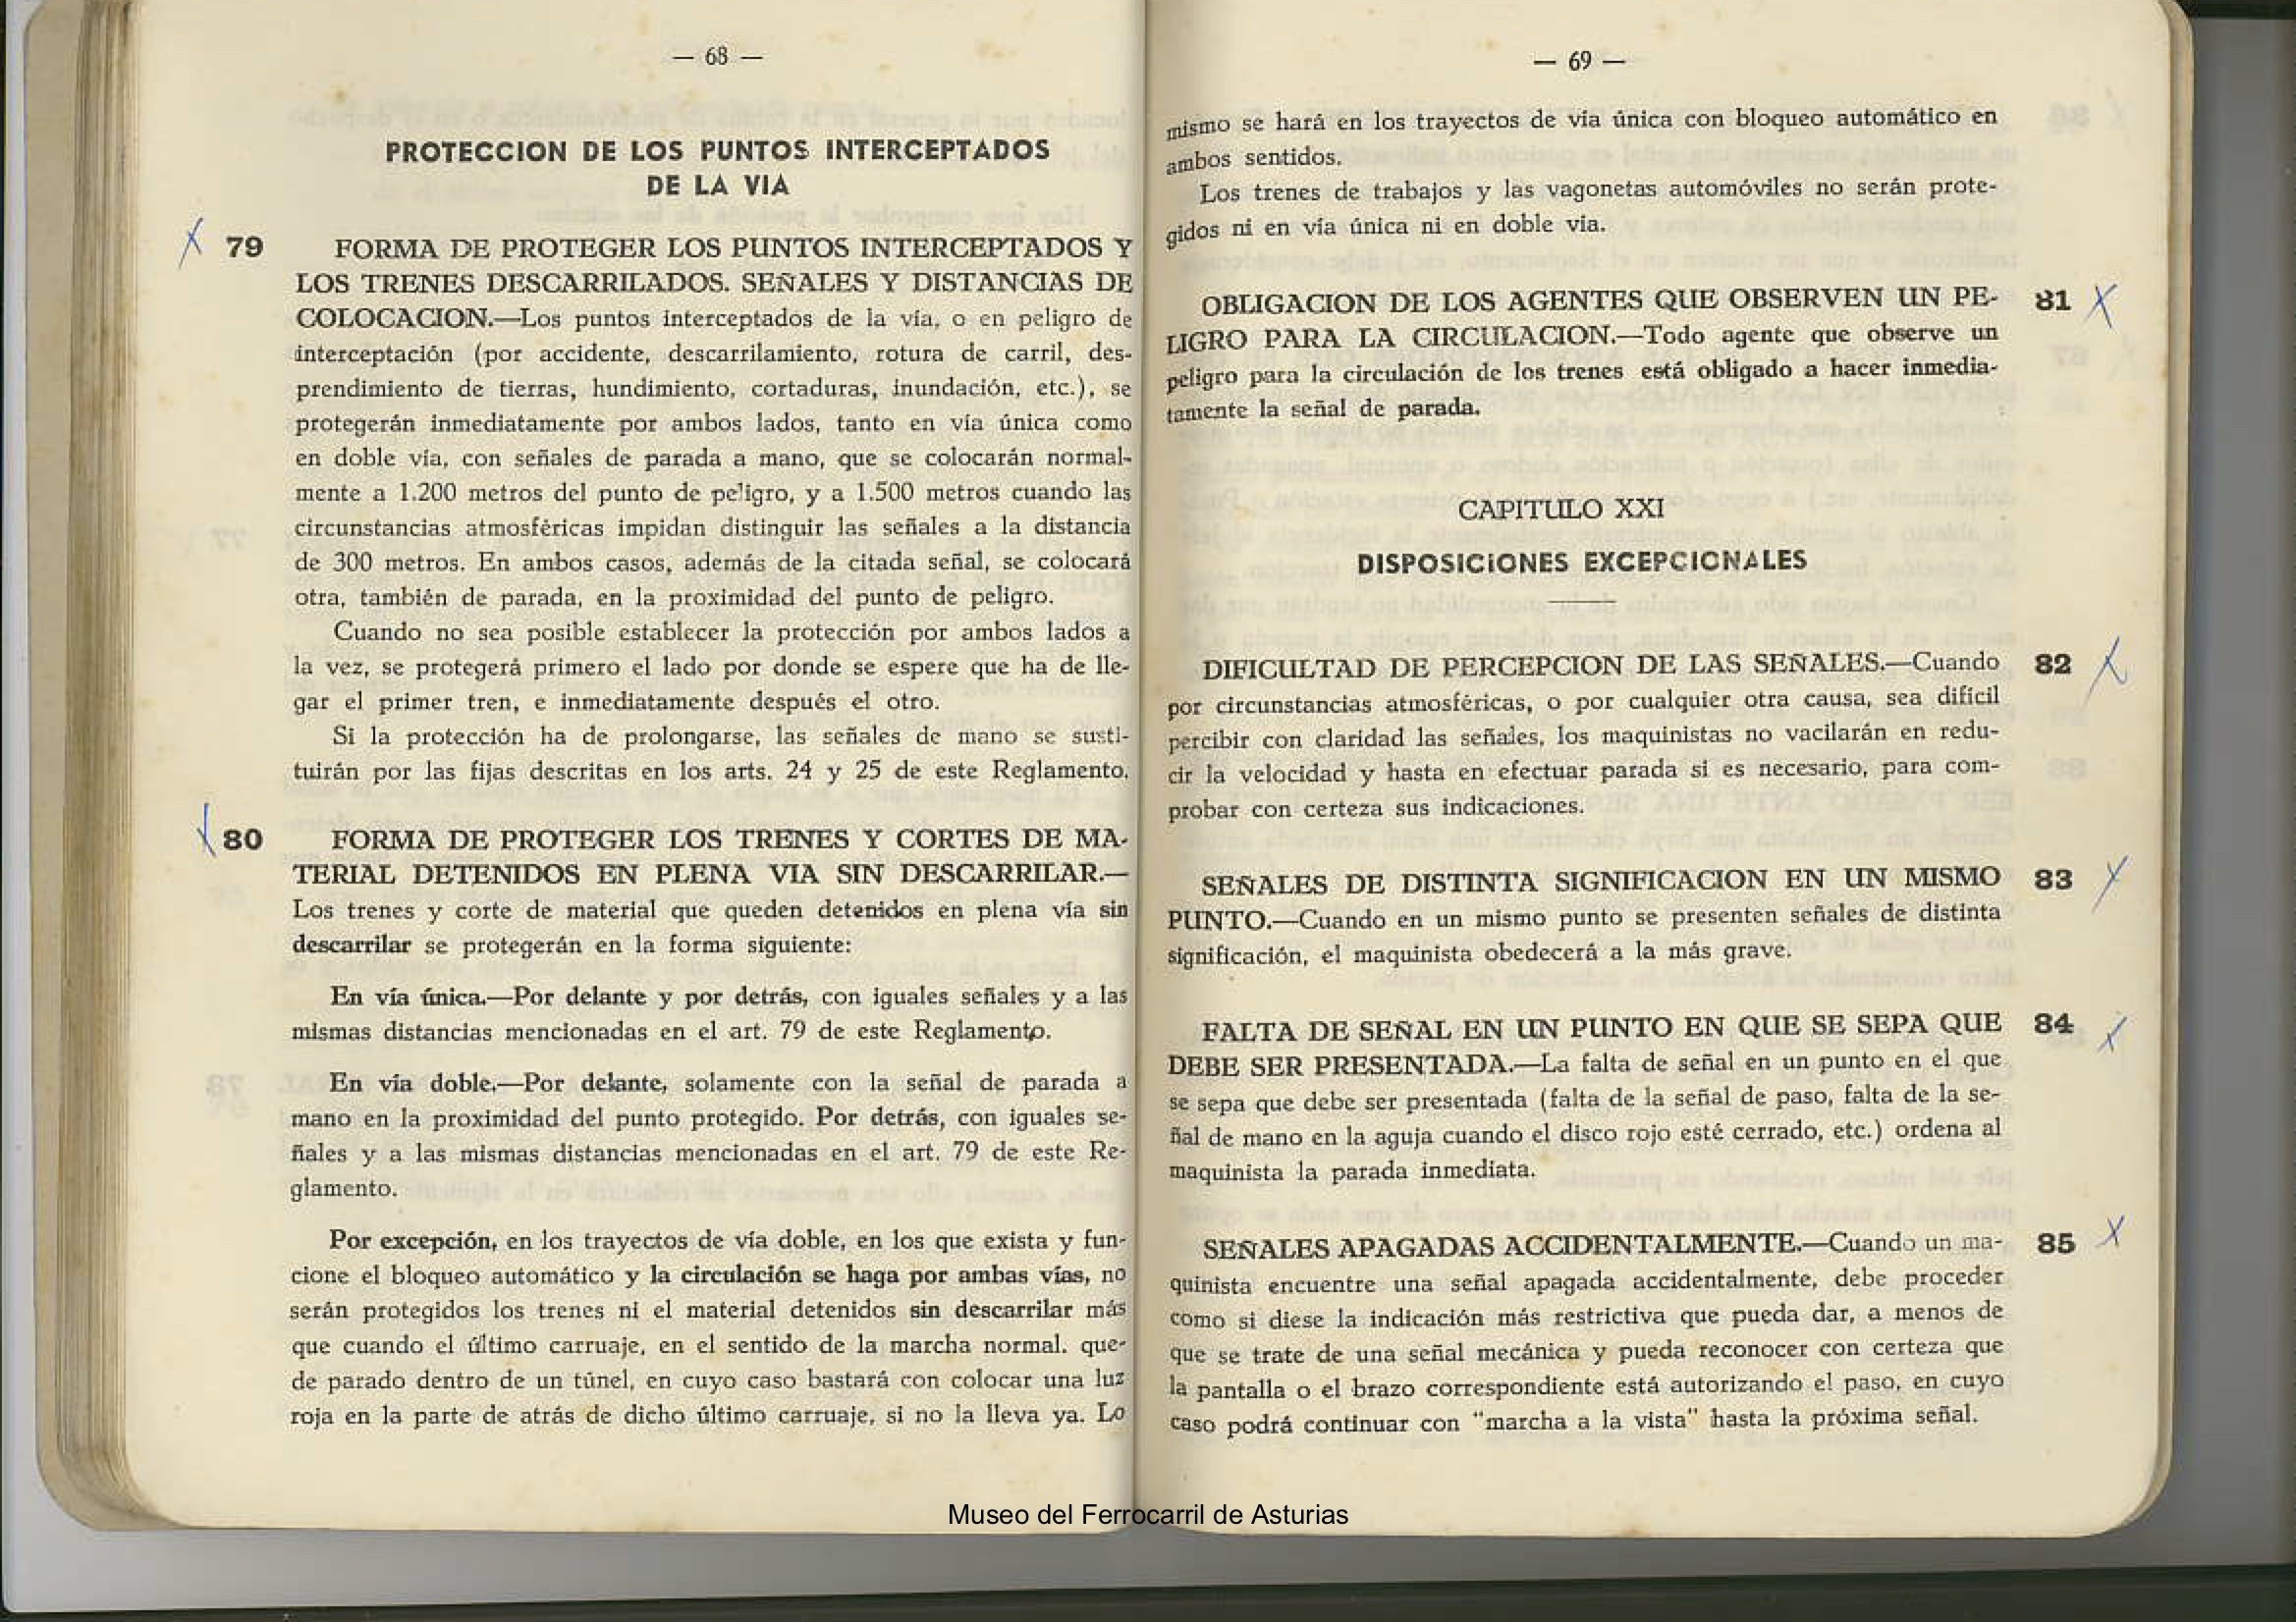 — 68 —
PROTECCION DE LOS PUNTOS INTERCEPTADOS
DE LA VIA
79 FORMA DE PROTEGER LOS PUNTOS INTERCEPTADOS Y
LOS TRENES DESCARRILADOS. SEÑALES Y DISTANCIAS DE
COLOCACION.—Los puntos interceptados de la vía, o en peligro de
interceptación (por accidente, descarrilamiento, rotura de carril, des-
prendimiento de tierras, hundimiento, cortaduras, inundación, etc.), se
protegerán inmediatamente por ambos lados, tanto en vía única como
en doble vía, con señales de parada a mano, que se colocarán normal-
mente a 1.200 metros del punto de peligro, y a 1.500 metros cuando las
circunstancias atmosféricas impidan distinguir las señales a la distancia
de 300 metros. En ambos casos, además de la citada señal, se colocará
otra, también de parada, en la proximidad del punto de peligro.
Cuando no sea posible establecer la protección por ambos lados a
la vez, se protegerá primero el lado por donde se espere que ha de lle-
gar el primer tren, e inmediatamente después el otro.
Si la protección ha de prolongarse, las señales de mano se susti-
tuirán por las fijas descritas en los arts. 24 y 25 de este Reglamento.
80 FORMA DE PROTEGER LOS TRENES Y CORTES DE MA-
TERIAL DETENIDOS EN PLENA VIA SIN DESCARRILAR.—
Los trenes y corte de material que queden detenidos en plena vía sin
descarrilar se protegerán en la forma siguiente:
En vía única.—Por delante y por detrás, con iguales señales y a las
mismas distancias mencionadas en el art. 79 de este Reglamento.
En vía doble.—Por delante, solamente con la señal de parada a
mano en la proximidad del punto protegido. Por detrás, con iguales se-
ñales y a las mismas distancias mencionadas en el art. 79 de este Re-
glamento.
Por excepción, en los trayectos de vía doble, en los que exista y fun-
cione el bloqueo automático y la circulación se haga por ambas vías, no
serán protegidos los trenes ni el material detenidos sin descarrilar más
que cuando el último carruaje, en el sentido de la marcha normal. que-
de parado dentro de un túnel, en cuyo caso bastará con colocar una luz
roja en la parte de atrás de dicho último carruaje, si no la lleva ya. Lo
— 69 —
mismo se hará en los trayectos de vía única con bloqueo automático en
ambos sentidos.
Los trenes de trabajos y las vagonetas automóviles no serán prote-
gidos ni en vía única ni en doble vía.
OBLIGACION DE LOS AGENTES QUE OBSERVEN UN PE- 81
LIGRO PARA LA CIRCULACION.—Todo agente que observe un
peligro para la circulación de los trenes está obligado a hacer inmedia-
tamente la señal de parada.
CAPITULO XXI
DISPOSICIONES EXCEPCIONALES
DIFICULTAD DE PERCEPCION DE LAS SEÑALES.—Cuando 82
por circunstancias atmosféricas, o por cualquier otra causa, sea difícil
percibir con claridad las señales, los maquinistas no vacilarán en redu-
cir la velocidad y hasta en efectuar parada si es necesario, para com-
probar con certeza sus indicaciones.
SEÑALES DE DISTINTA SIGNIFICACION EN UN MISMO 83
PUNTO.—Cuando en un mismo punto se presenten señales de distinta
significación, el maquinista obedecerá a la más grave.
FALTA DE SEÑAL EN UN PUNTO EN QUE SE SEPA QUE 84
DEBE SER PRESENTADA.—La falta de señal en un punto en el que
se sepa que debe ser presentada (falta de la señal de paso, falta de la se-
ñal de mano en la aguja cuando el disco rojo esté cerrado, etc.) ordena al
maquinista la parada inmediata.
SEÑALES APAGADAS ACCIDENTALMENTE.—Cuando un ma- 85
quinista encuentre una señal apagada accidentalmente, debe proceder
como si diese la indicación más restrictiva que pueda dar, a menos de
que se trate de una señal mecánica y pueda reconocer con certeza que
la pantalla o el brazo correspondiente está autorizando el paso, en cuyo
caso podrá continuar con "marcha a la vista" hasta la próxima señal.
Museo del Ferrocarril de Asturias